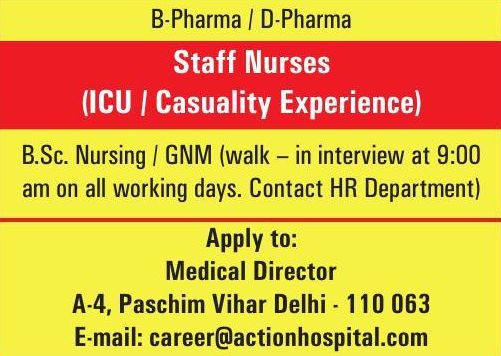 B-Pharma / D-Pharma
Staff Nurses
(ICU / Casuality Experience)
B.Sc. Nursing / GNM (walk – in interview at 9:00
am on all working days. Contact HR Department)
Apply to:
Medical Director
A-4, Paschim Vihar Delhi - 110 063
E-mail: career@actionhospital.com